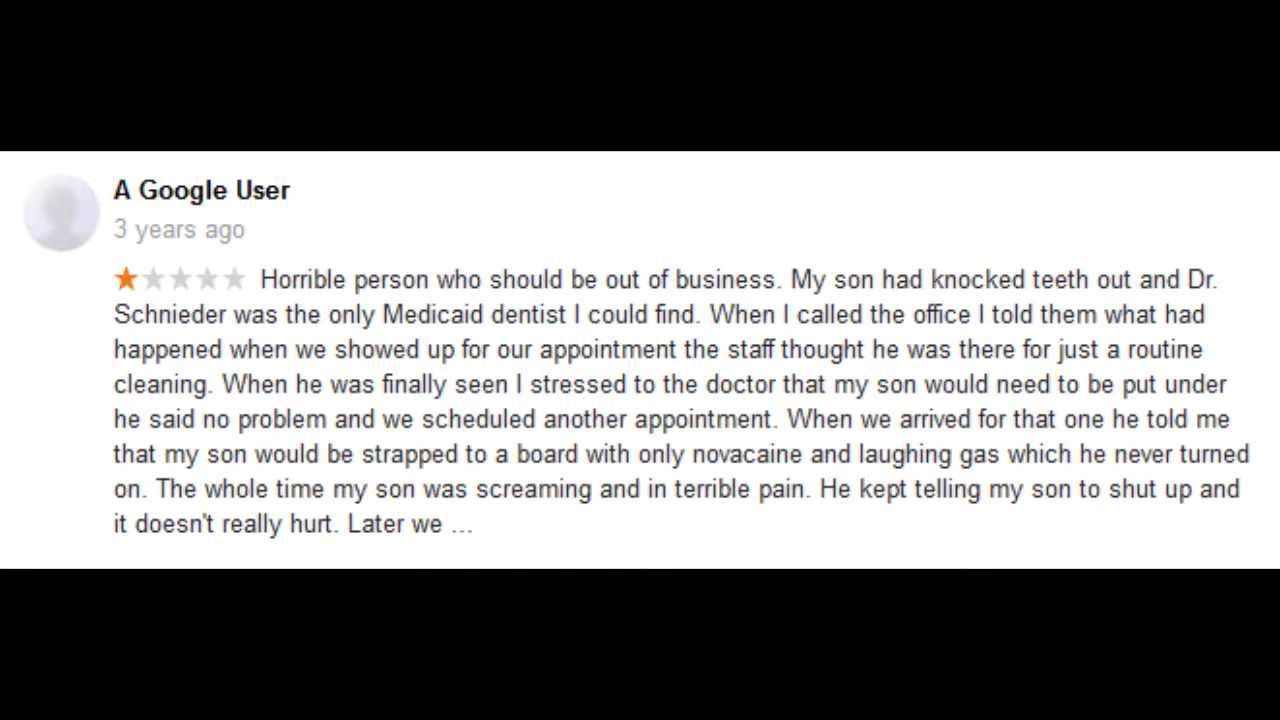 A Google User
3 years ago
Horrible person who should be out of business. My son had knocked teeth out and Dr.
Schnieder was the only Medicaid dentist I could find. When I called the office I told them what had
happened when we showed up for our appointment the staff thought he was there for just a routine
cleaning. When he was finally seen I stressed to the doctor that my son would need to be put under
he said no problem and we scheduled another appointment. When we arrived for that one he told me
that my son would be strapped to a board with only novacaine and laughing gas which he never turned
on. The whole time my son was screaming and in terrible pain. He kept telling my son to shut up and
it doesn't really hurt. Later we ...